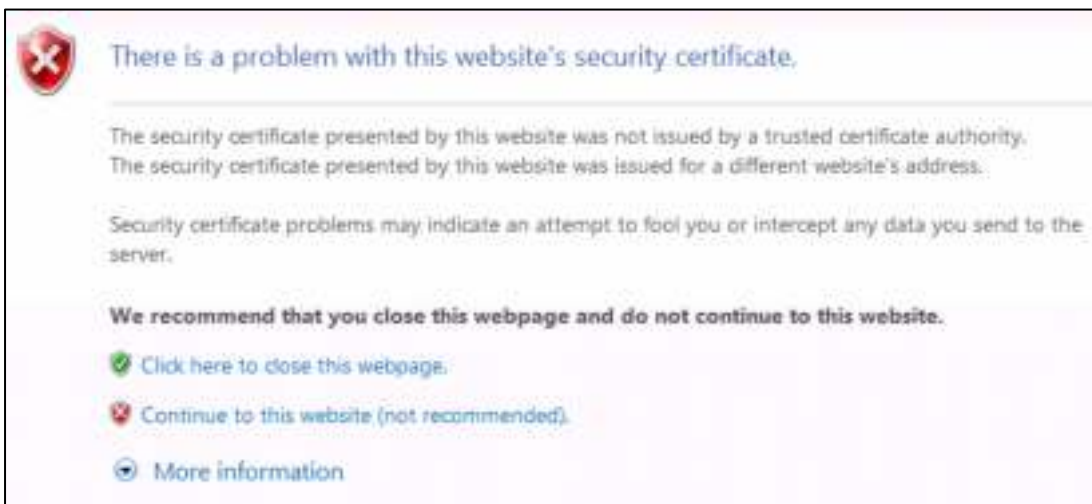 There is a problem with this website's security certificate.
The security certificate presented by this website was not issued by a trusted certificate authority.
The security certificate presented by this website was issued for a different website's address.
Security certificate problems may indicate an attempt to fool you or intercept any data you send to the
server.
We recommend that you close this webpage and do not continue to this website.
Click here to close this webpage.
Continue to this website (not recommended).
More information